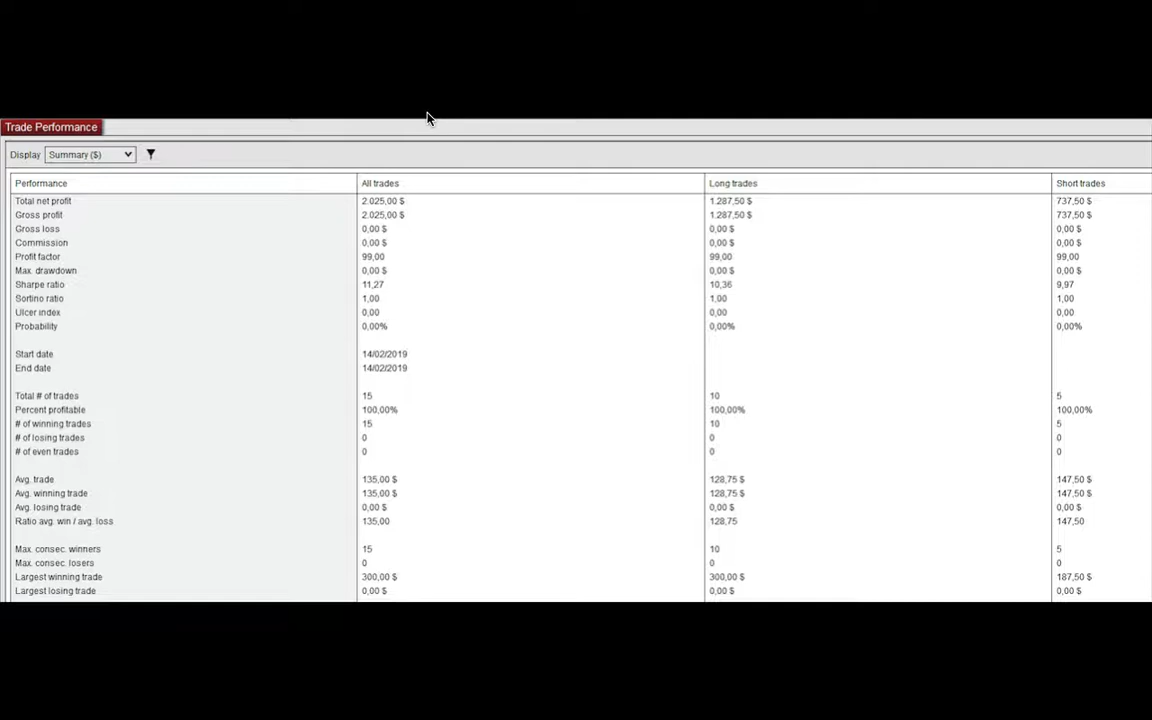 Trade Performance
Display Summary ($)
Performance All trades Long trades Short trades
Total net profit 2.025,00 $ 1.287,50 $ 737,50 $
Gross profit 2.025,00 $ 1.287,50 $ 737,50 $
Gross loss 0,00 $ 0,00 $ 0,00 $
Commission 0,00 $ 0,00 $ 0,00 $
Profit factor 99,00 99,00 99,00
Max. drawdown 0,00 $ 0,00 $ 0,00 $
Sharpe ratio 11,27 10,36 9,97
Sortino ratio 1,00 1,00 1,00
Ulcer index 0,00 0,00 0,00
Probability 0,00% 0,00% 0,00%
Start date 14/02/2019
End date 14/02/2019
Total # of trades 15 10 5
Percent profitable 100,00% 100,00% 100,00%
# of winning trades 15 10 5
# of losing trades 0 0 0
# of even trades 0 0 0
Avg. trade 135,00 $ 128,75 $ 147,50 $
Avg. winning trade 135,00 $ 128,75 $ 147,50 $
Avg. losing trade 0,00 $ 0,00 $ 0,00 $
Ratio avg. win / avg. loss 135,00 128,75 147,50
Max. consec. winners 15 10 5
Max. consec. losers 0 0 0
Largest winning trade 300,00 $ 300,00 $ 187,50 $
Largest losing trade 0,00 $ 0,00 $ 0,00 $